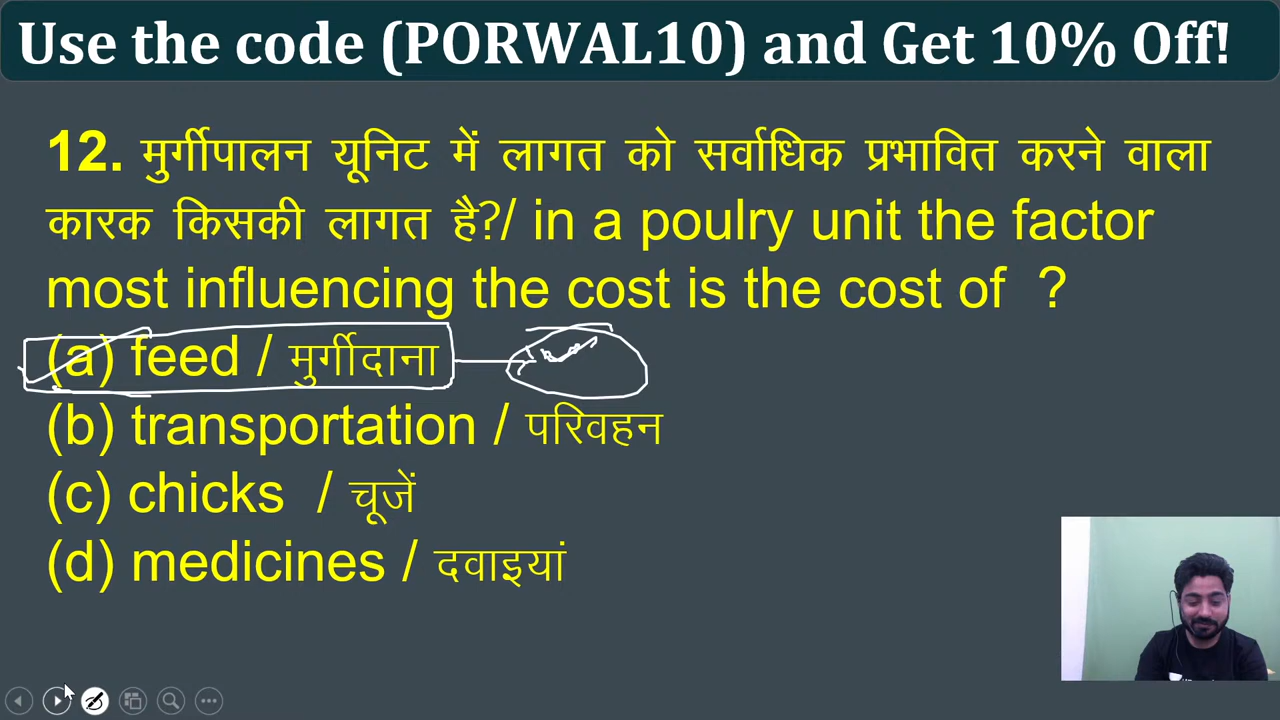 Use the code (PORWAL10) and Get 10% Off!
12. मुर्गीपालन यूनिट में लागत को सर्वाधिक प्रभावित करने वाला
कारक किसकी लागत है?/ in a poulry unit the factor
most influencing the cost is the cost of  ?
(a) feed / मुर्गीदाना
(b) transportation / परिवहन
(c) chicks  / चूजें
(d) medicines / दवाइयां